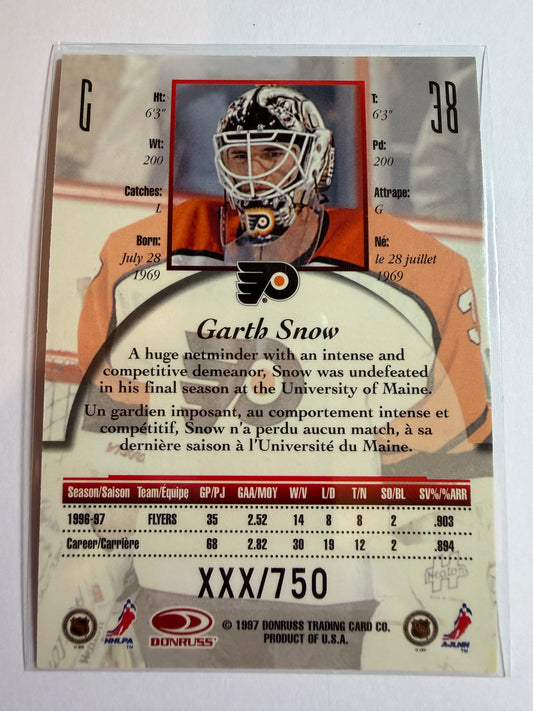 G
38
Ht:
6'3"
T:
6'3"
Wt:
200
Pd:
200
Catches:
L
Attrape:
G
Born:
July 28
1969
Né:
le 28 juillet
1969
Garth Snow
A huge netminder with an intense and
competitive demeanor, Snow was undefeated
in his final season at the University of Maine.
Un gardien imposant, au comportement intense et
compétitif, Snow n'a perdu aucun match, à sa
dernière saison à l'Université du Maine.
Season/Saison Team/Équipe GP/PJ GAA/MOY W/V L/D T/N SO/BL SV%/%ARR
1996-97 FLYERS 35 2.52 14 8 8 2 .903
Career/Carrière 68 2.82 30 19 12 2 .894
XXX/750
NHLPA
TM
DONRUSS
© 1997 DONRUSS TRADING CARD CO.
PRODUCT OF U.S.A.
AJLNH
TM